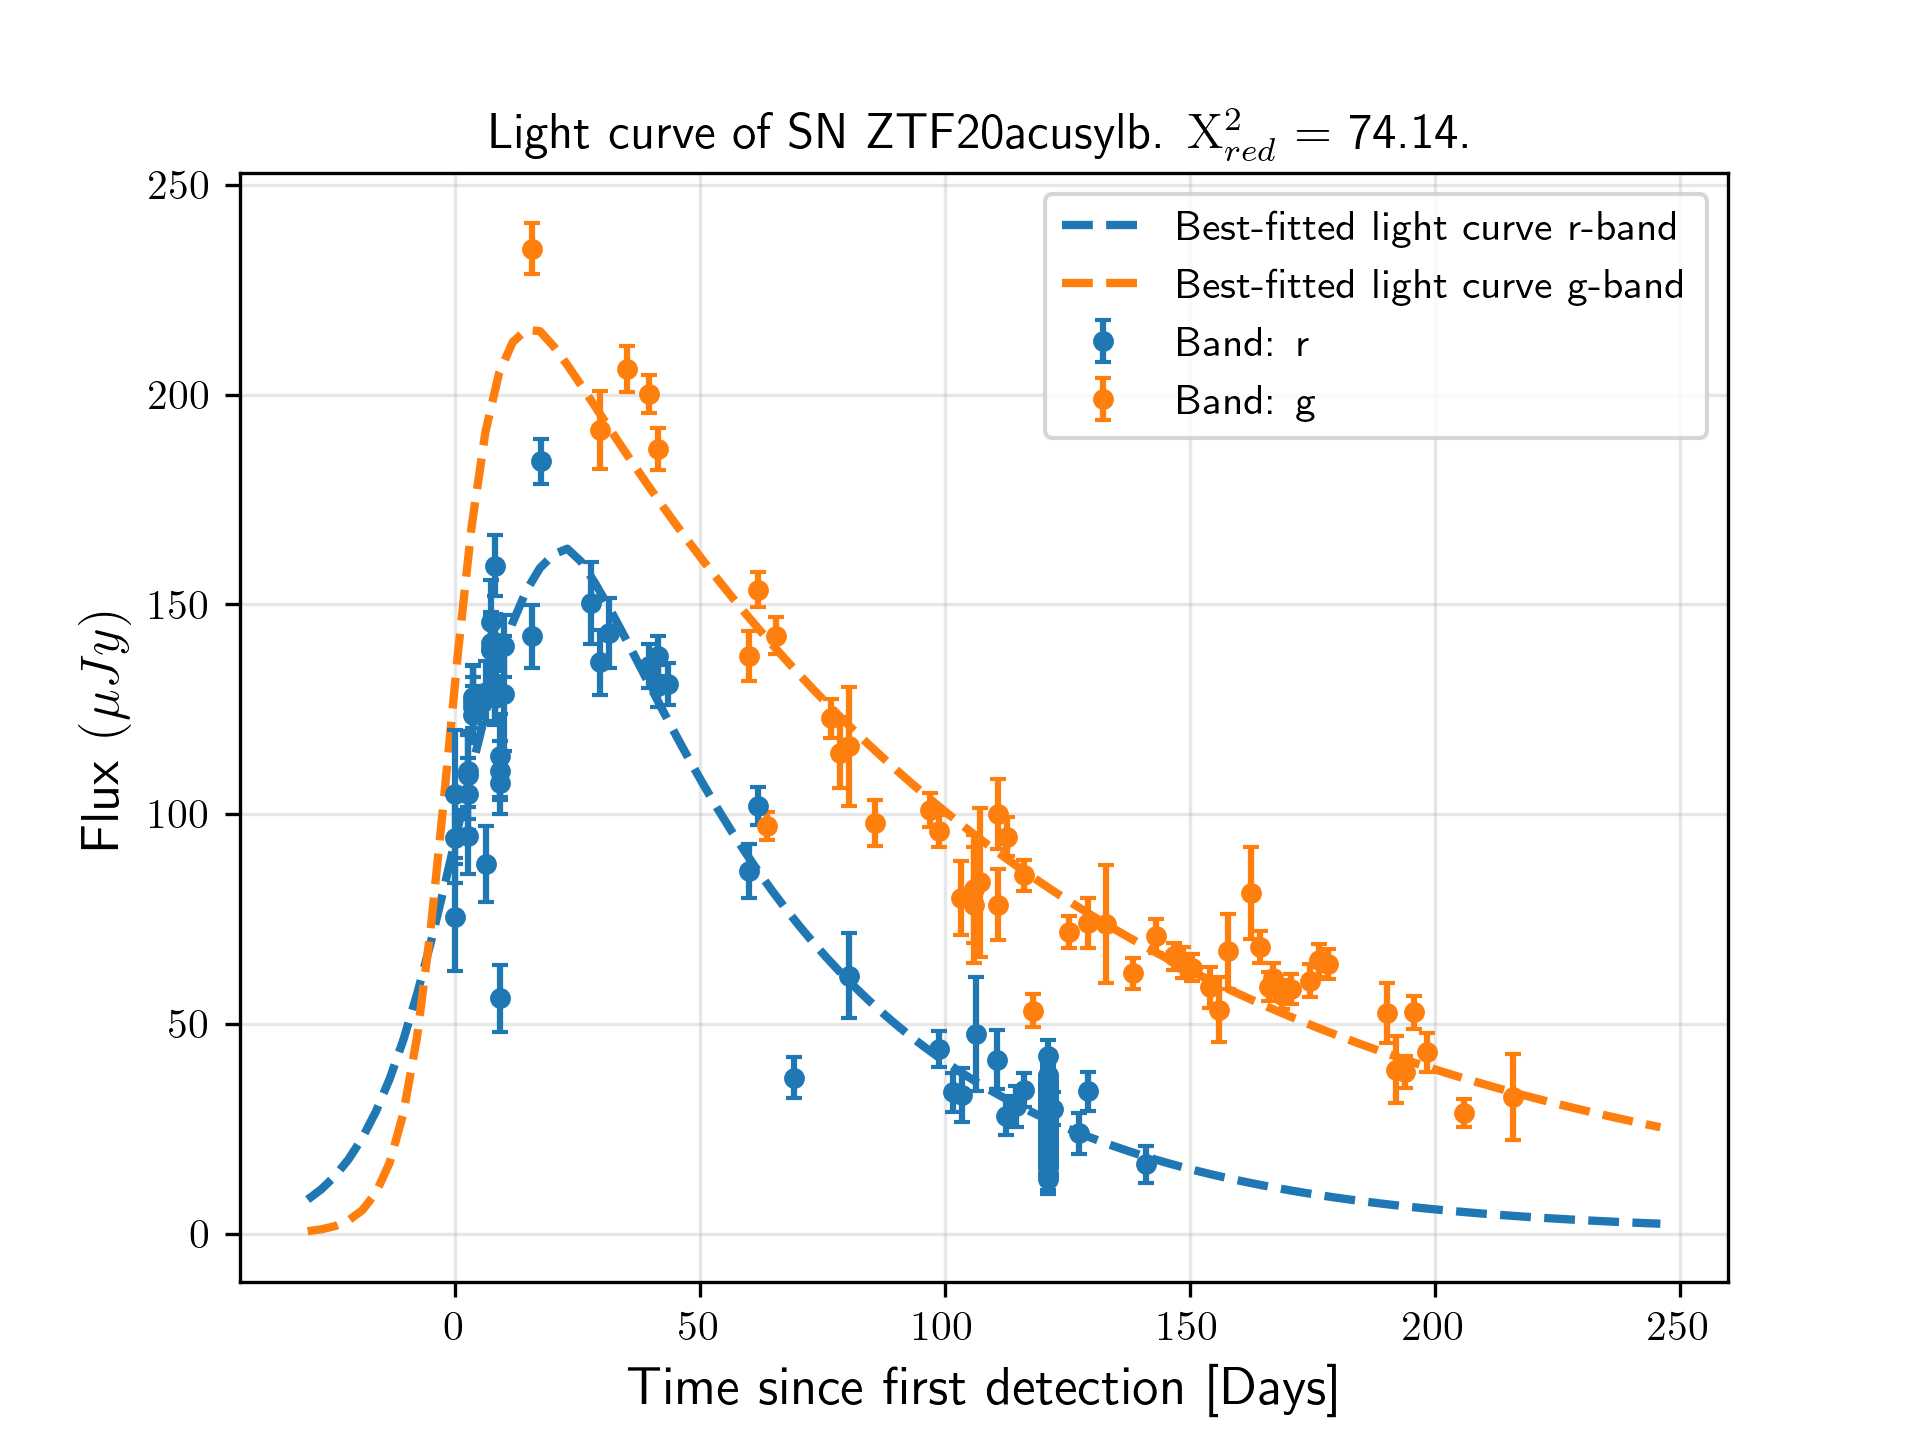 Light curve of SN ZTF20acusylb. X²_red = 74.14.
Best-fitted light curve r-band
Best-fitted light curve g-band
Band: r
Band: g
Flux (μJy)
250
200
150
100
50
0
0 50 100 150 200 250
Time since first detection [Days]